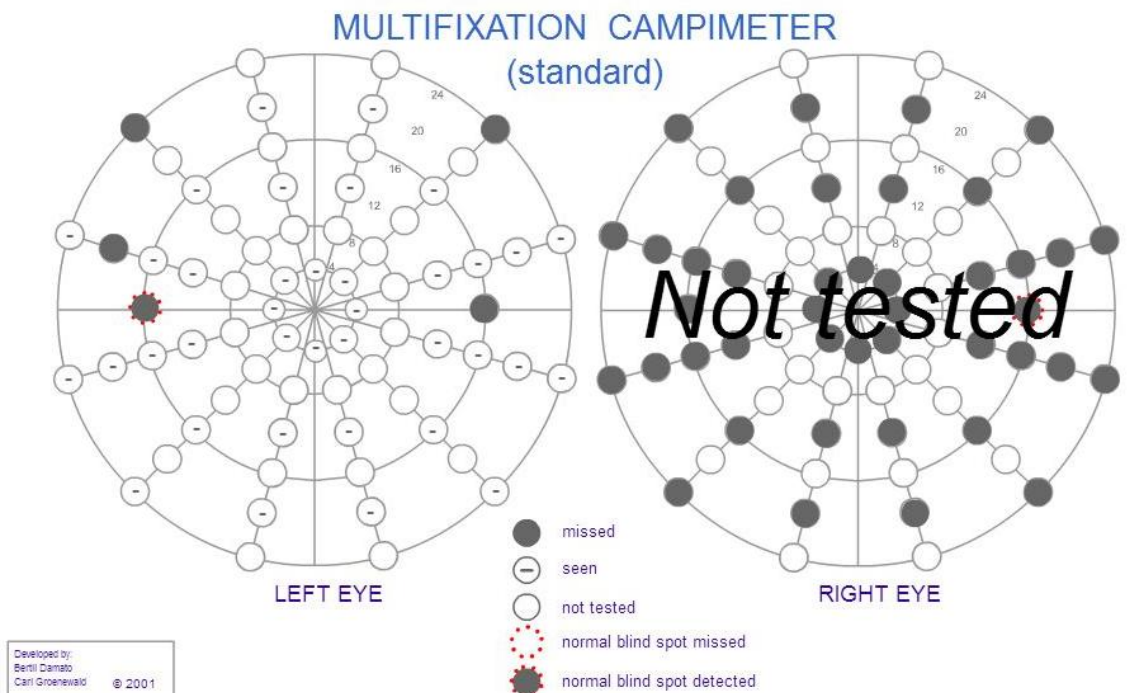 MULTIFIXATION CAMPIMETER
(standard)
24
20
16
12
8
4
24
20
16
12
8
4
Not tested
LEFT EYE
RIGHT EYE
missed
seen
not tested
normal blind spot missed
normal blind spot detected
Developed by:
Bertil Damato
Carl Groenewald © 2001